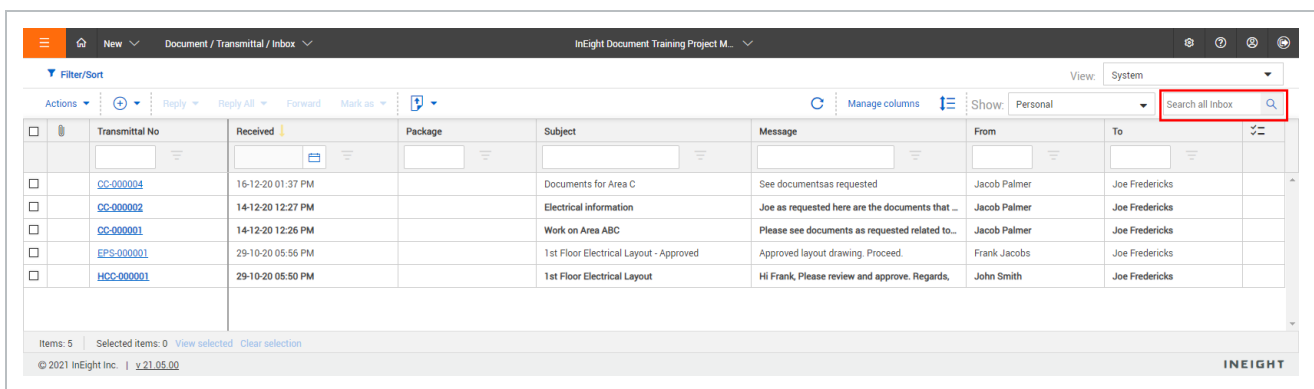 New Document / Transmittal / Inbox InEight Document Training Project M...
Filter/Sort View: System
Actions Reply Reply All Forward Mark as Manage columns Show: Personal Search all Inbox
Transmittal No Received Package Subject Message From To
CC-000004 16-12-20 01:37 PM Documents for Area C See documentsas requested Jacob Palmer Joe Fredericks
CC-000002 14-12-20 12:27 PM Electrical information Joe as requested here are the documents that ... Jacob Palmer Joe Fredericks
CC-000001 14-12-20 12:26 PM Work on Area ABC Please see documents as requested related to... Jacob Palmer Joe Fredericks
EPS-000001 29-10-20 05:56 PM 1st Floor Electrical Layout - Approved Approved layout drawing. Proceed. Frank Jacobs Joe Fredericks
HCC-000001 29-10-20 05:50 PM 1st Floor Electrical Layout Hi Frank, Please review and approve. Regards, John Smith Joe Fredericks
Items: 5 Selected items: 0 View selected Clear selection
© 2021 InEight Inc. | v 21.05.00 INEIGHT